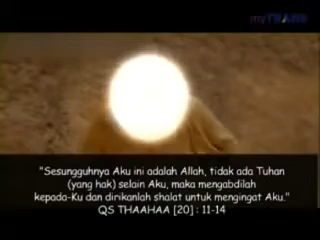 myTRANS
"Sesungguhnya Aku ini adalah Allah, tidak ada Tuhan
(yang hak) selain Aku, maka mengabdilah
kepada-Ku dan dirikanlah shalat untuk mengingat Aku."
QS THAAHAA [20] : 11-14